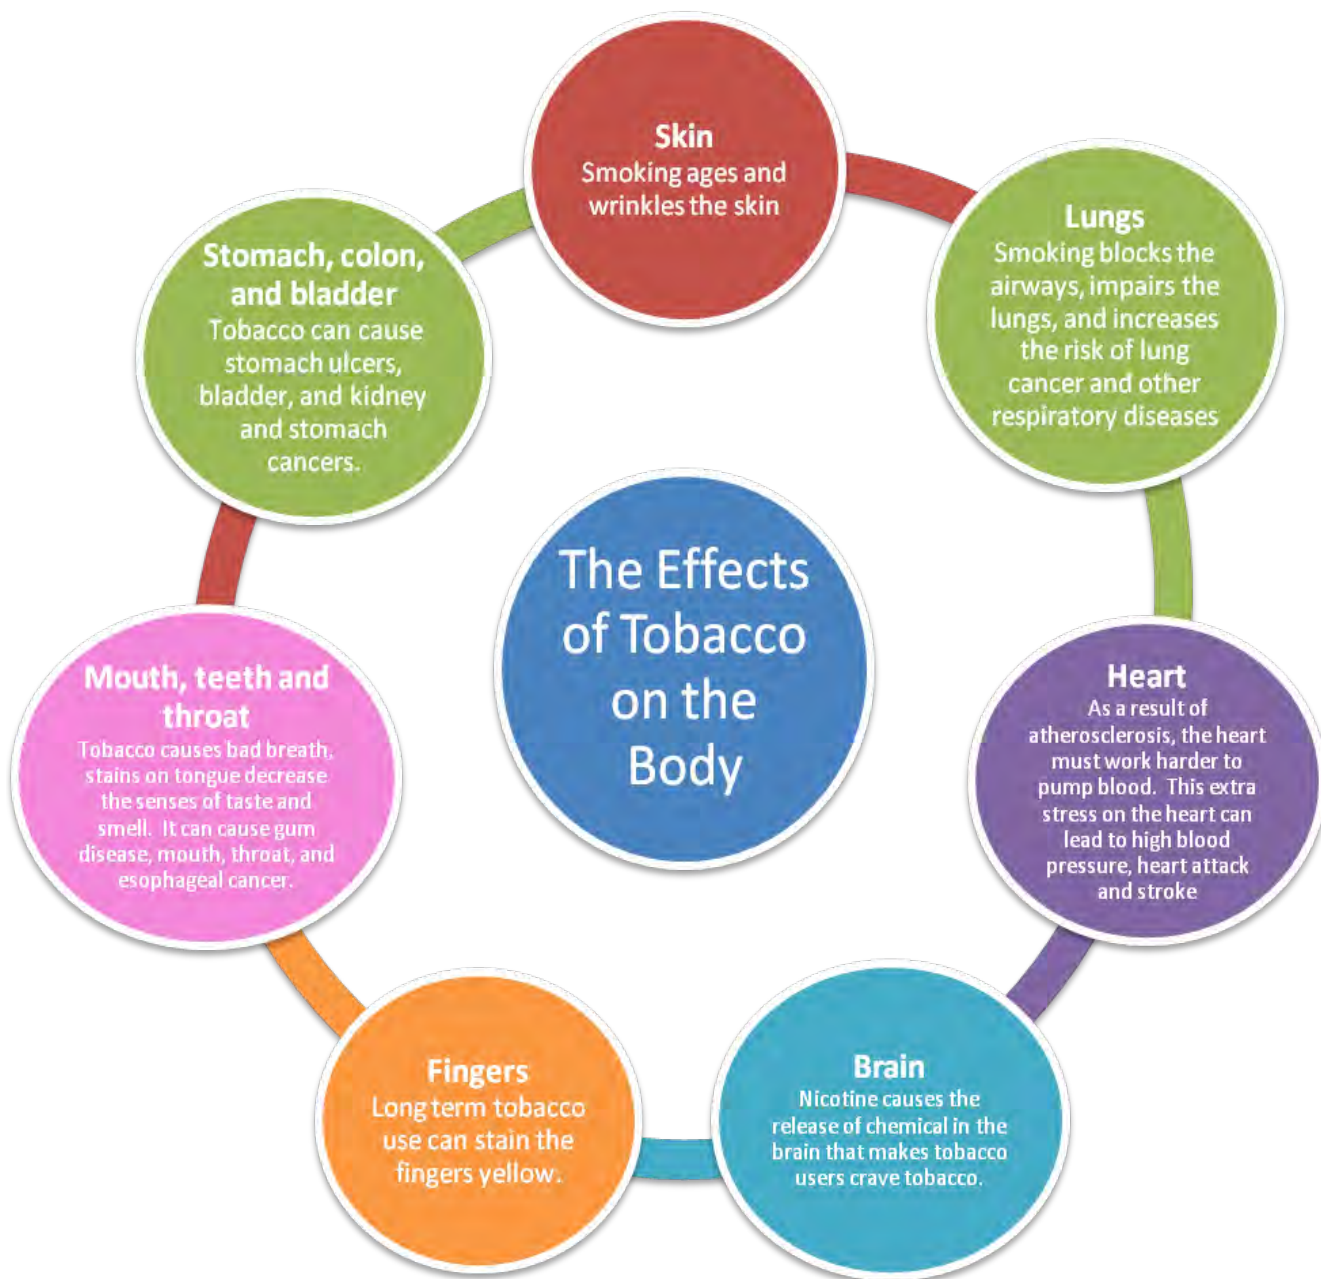 Skin
Smoking ages and
wrinkles the skin
Lungs
Smoking blocks the
airways, impairs the
lungs, and increases
the risk of lung
cancer and other
respiratory diseases
Heart
As a result of
atherosclerosis, the heart
must work harder to
pump blood.  This extra
stress on the heart can
lead to high blood
pressure, heart attack
and stroke
Brain
Nicotine causes the
release of chemical in the
brain that makes tobacco
users crave tobacco.
Fingers
Long term tobacco
use can stain the
fingers yellow.
Mouth, teeth and
throat
Tobacco causes bad breath,
stains on tongue decrease
the senses of taste and
smell.  It can cause gum
disease, mouth, throat, and
esophageal cancer.
Stomach, colon,
and bladder
Tobacco can cause
stomach ulcers,
bladder, and kidney
and stomach
cancers.
The Effects
of Tobacco
on the
Body